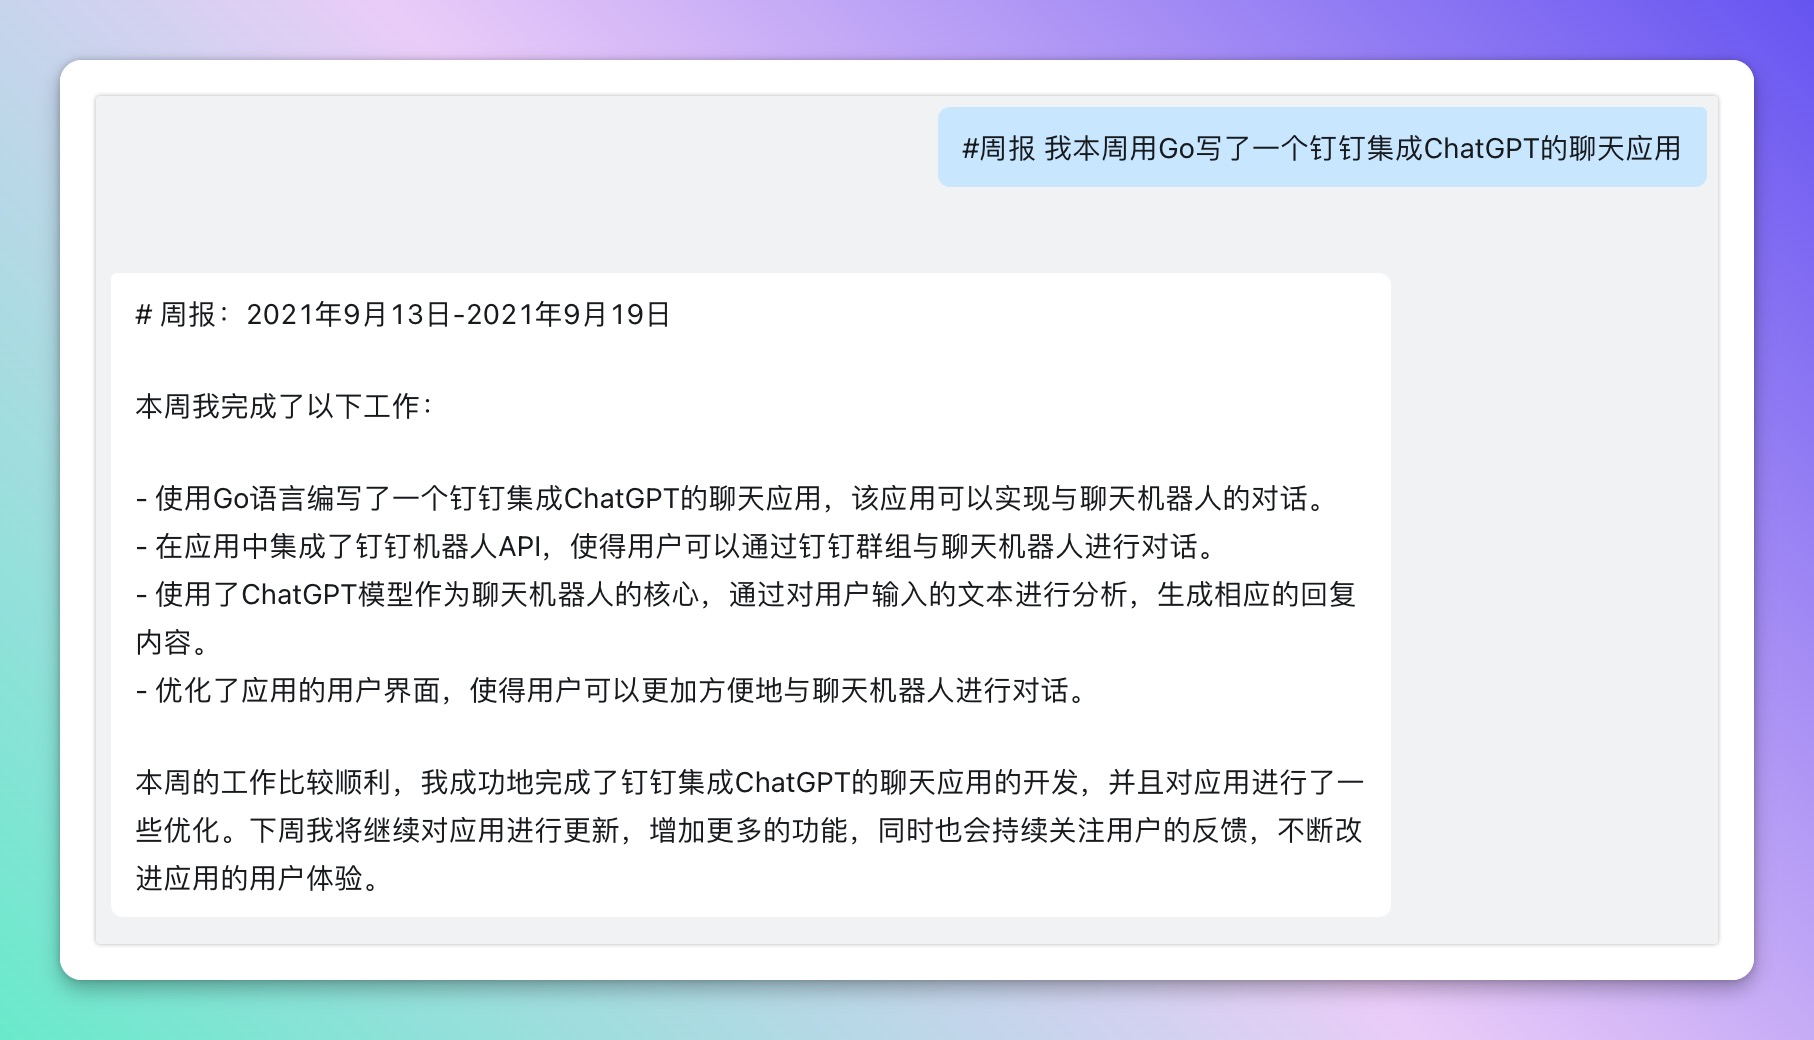 #周报 我本周用Go写了一个钉钉集成ChatGPT的聊天应用
# 周报：2021年9月13日-2021年9月19日
本周我完成了以下工作：
- 使用Go语言编写了一个钉钉集成ChatGPT的聊天应用，该应用可以实现与聊天机器人的对话。
- 在应用中集成了钉钉机器人API，使得用户可以通过钉钉群组与聊天机器人进行对话。
- 使用了ChatGPT模型作为聊天机器人的核心，通过对用户输入的文本进行分析，生成相应的回复
内容。
- 优化了应用的用户界面，使得用户可以更加方便地与聊天机器人进行对话。
本周的工作比较顺利，我成功地完成了钉钉集成ChatGPT的聊天应用的开发，并且对应用进行了一
些优化。下周我将继续对应用进行更新，增加更多的功能，同时也会持续关注用户的反馈，不断改
进应用的用户体验。